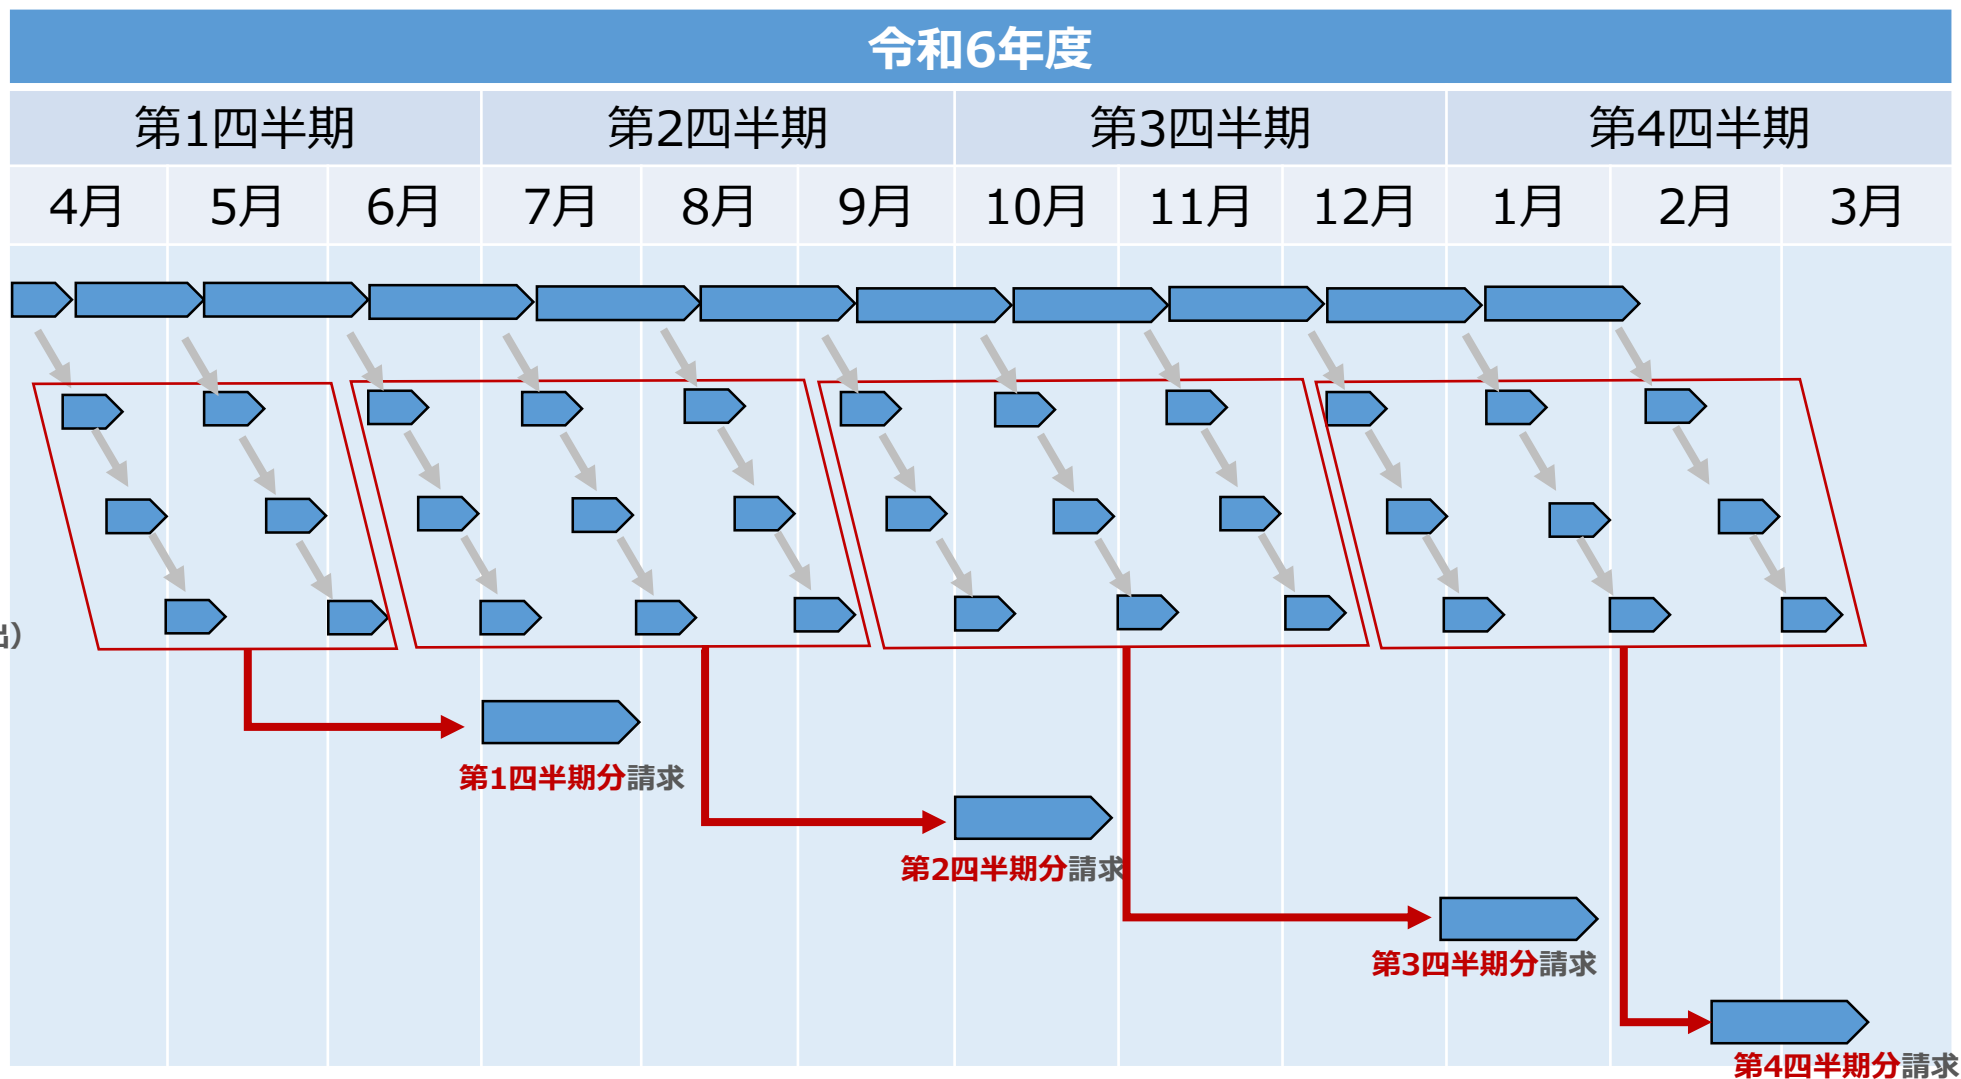 令和6年度
第1四半期 第2四半期 第3四半期 第4四半期
4月 5月 6月 7月 8月 9月 10月 11月 12月 1月 2月 3月
出）
第1四半期分請求
第2四半期分請求
第3四半期分請求
第4四半期分請求